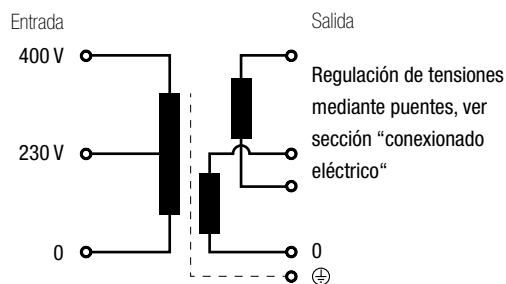 Entrada
Salida
400 V
230 V
0
Regulación de tensiones
mediante puentes, ver
sección “conexionado
eléctrico“
0